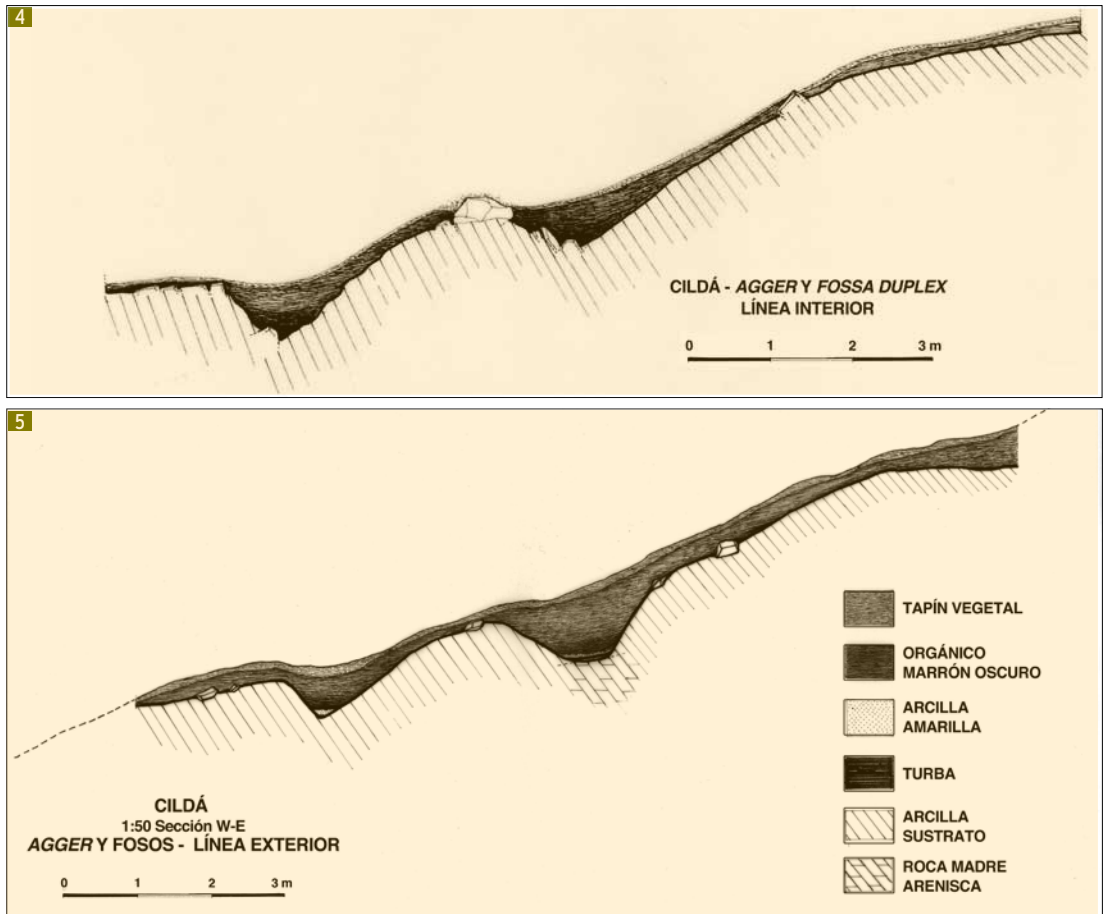 4
CILDÁ - AGGER Y FOSSA DUPLEX
LÍNEA INTERIOR
0 1 2 3 m
5
CILDÁ
1:50 Sección W-E
AGGER Y FOSOS - LÍNEA EXTERIOR
0 1 2 3 m
TAPÍN VEGETAL
ORGÁNICO
MARRÓN OSCURO
ARCILLA
AMARILLA
TURBA
ARCILLA
SUSTRATO
ROCA MADRE
ARENISCA